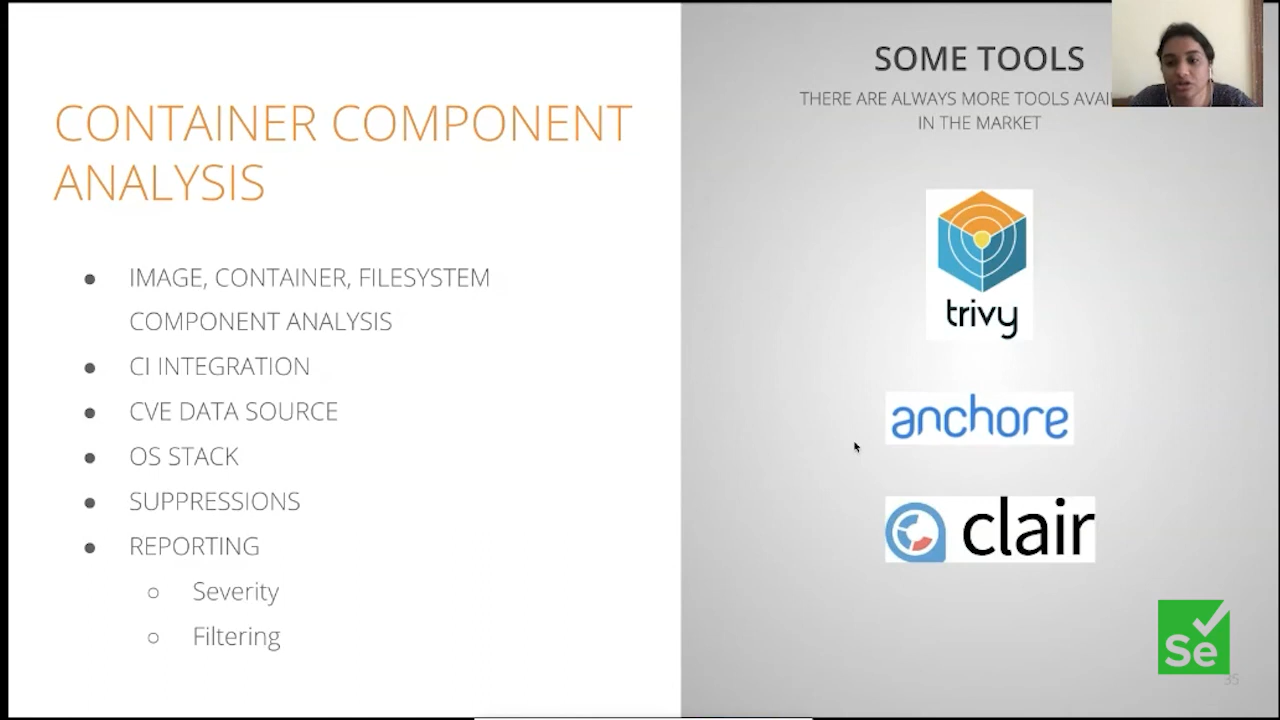 CONTAINER COMPONENT
ANALYSIS
● IMAGE, CONTAINER, FILESYSTEM
COMPONENT ANALYSIS
● CI INTEGRATION
● CVE DATA SOURCE
● OS STACK
● SUPPRESSIONS
● REPORTING
○ Severity
○ Filtering
SOME TOOLS
THERE ARE ALWAYS MORE TOOLS
IN THE MARKET
trivy
anchore
clair
Se
35